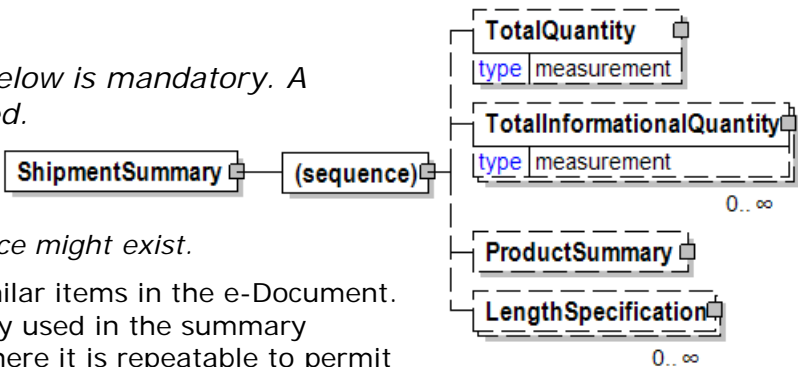 TotalQuantity
type measurement
elow is mandatory. A
ed.
TotalInformationalQuantity
type measurement
0.. ∞
ShipmentSummary
(sequence)
ce might exist.
ProductSummary
nilar items in the e-Document.
y used in the summary
here it is repeatable to permit
LengthSpecification
0.. ∞